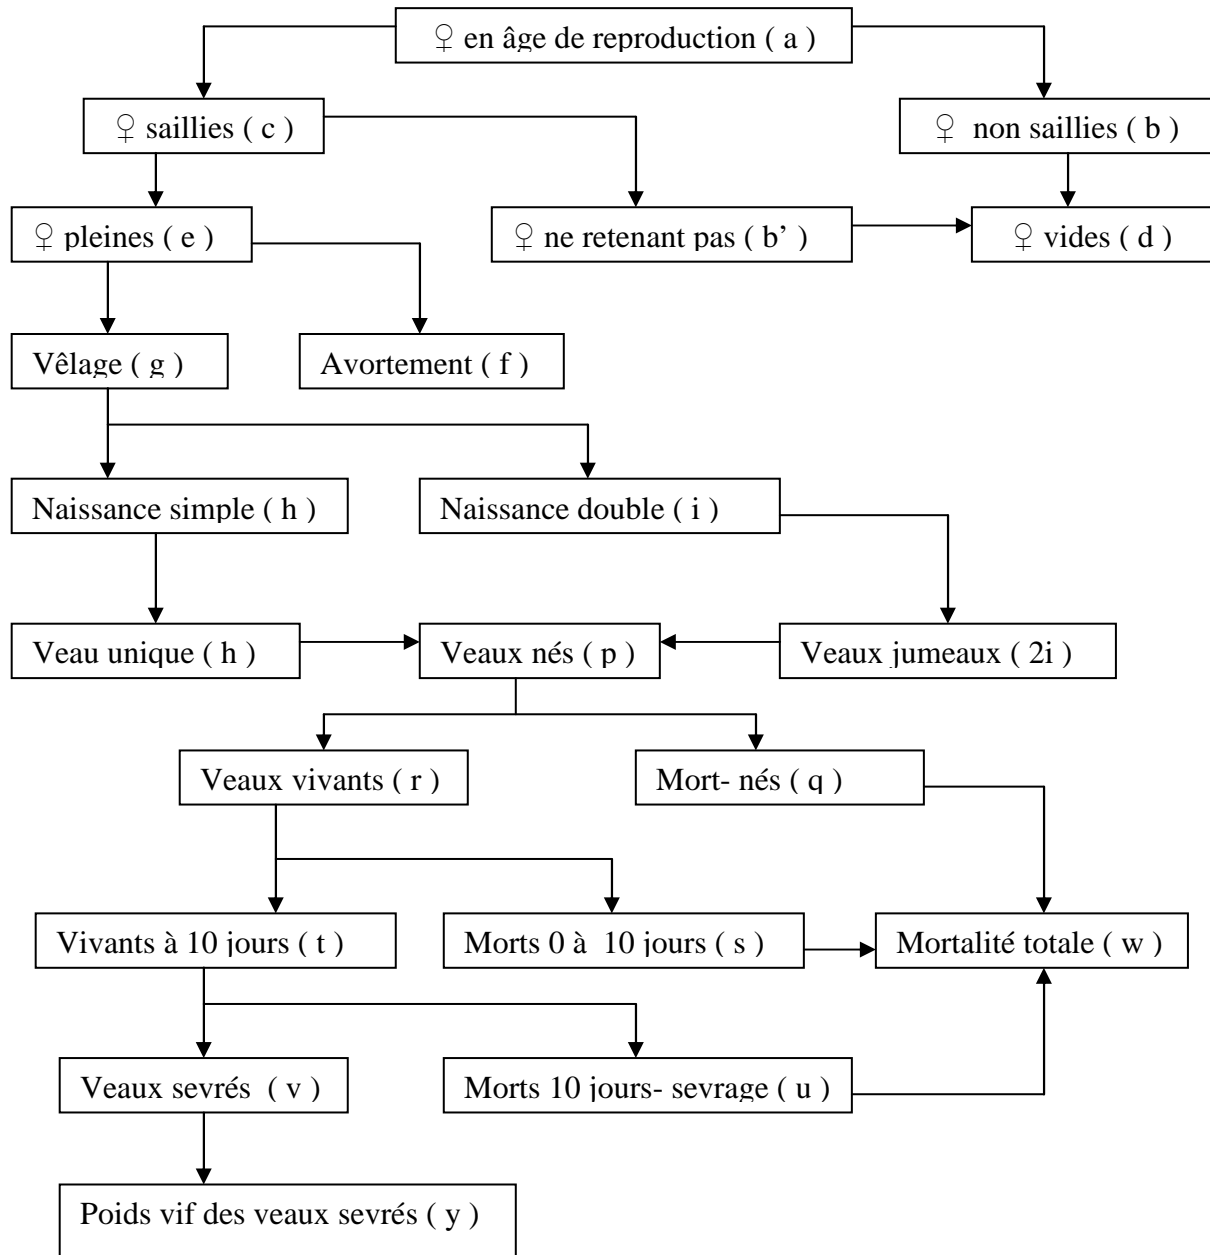 ♀ en âge de reproduction ( a )
♀ saillies ( c )
♀ non saillies ( b )
♀ pleines ( e )
♀ ne retenant pas ( b’ )
♀ vides ( d )
Vêlage ( g )
Avortement ( f )
Naissance simple ( h )
Naissance double ( i )
Veau unique ( h )
Veaux nés ( p )
Veaux jumeaux ( 2i )
Veaux vivants ( r )
Mort- nés ( q )
Vivants à 10 jours ( t )
Morts 0 à 10 jours ( s )
Mortalité totale ( w )
Veaux sevrés ( v )
Morts 10 jours- sevrage ( u )
Poids vif des veaux sevrés ( y )